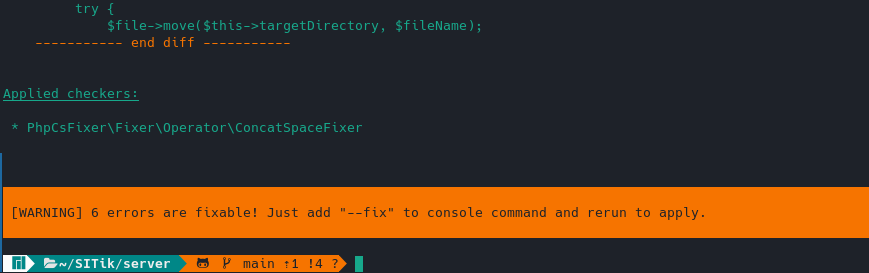 try {
$file->move($this->targetDirectory, $fileName);
----------- end diff -----------
Applied checkers:
* PhpCsFixer\Fixer\Operator\ConcatSpaceFixer
[WARNING] 6 errors are fixable! Just add "--fix" to console command and rerun to apply.
~/SITik/server main ↑1 !4 ?